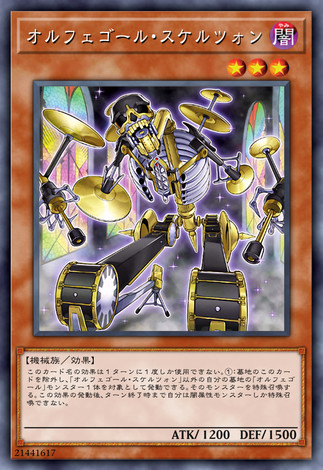 オルフェゴール・スケルツォン
闇
やみ
【機械族／効果】
このカード名の効果は１ターンに１度しか使用できない。①：墓地のこのカー
ドを除外し、「オルフェゴール・スケルツォン」以外の自分の墓地の「オルフェゴ
ール」モンスター１体を対象として発動できる。そのモンスターを特殊召喚す
る。この効果の発動後、ターン終了時まで自分は闇属性モンスターしか特殊召
喚できない。
ATK/1200 DEF/1500
21441617